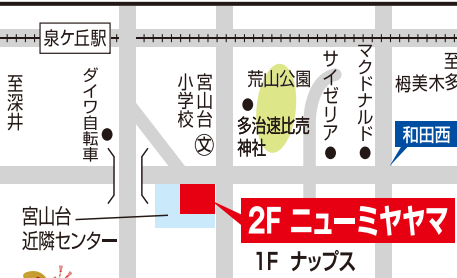 泉ケ丘駅
至深井
ダイワ自転車
小学校
宮山台
文
荒山公園
多治速比売
神社
サイゼリア
マクドナルド
至
栂美木多
和田西
宮山台
近隣センター
2F ニューミヤヤマ
1F ナップス